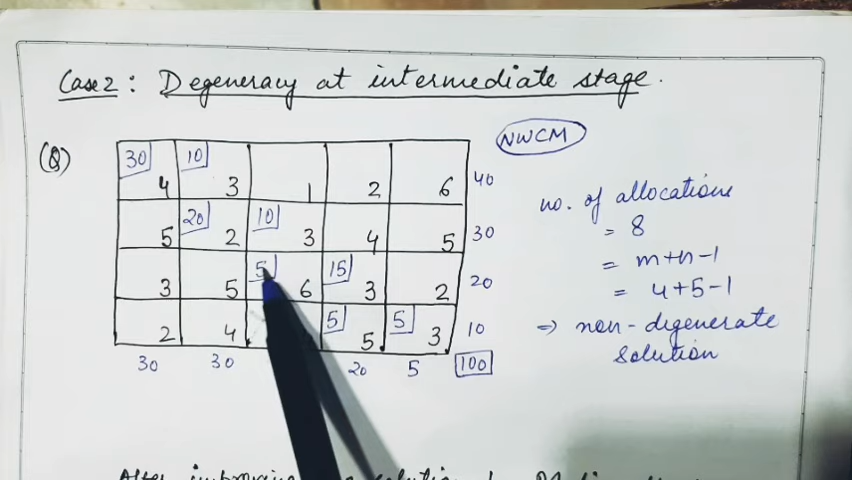 Case 2 : Degeneracy at intermediate stage.
(Q)
NWCM
30 4 10 3 1 2 6 40
5 20 2 10 3 4 5 30
3 5 5 6 15 3 2 20
2 4 5 5 5 3 10
30 30 20 5 100
no. of allocations
= 8
= m+n-1
= 4+5-1
⇒ non-degenerate
solution
After improving